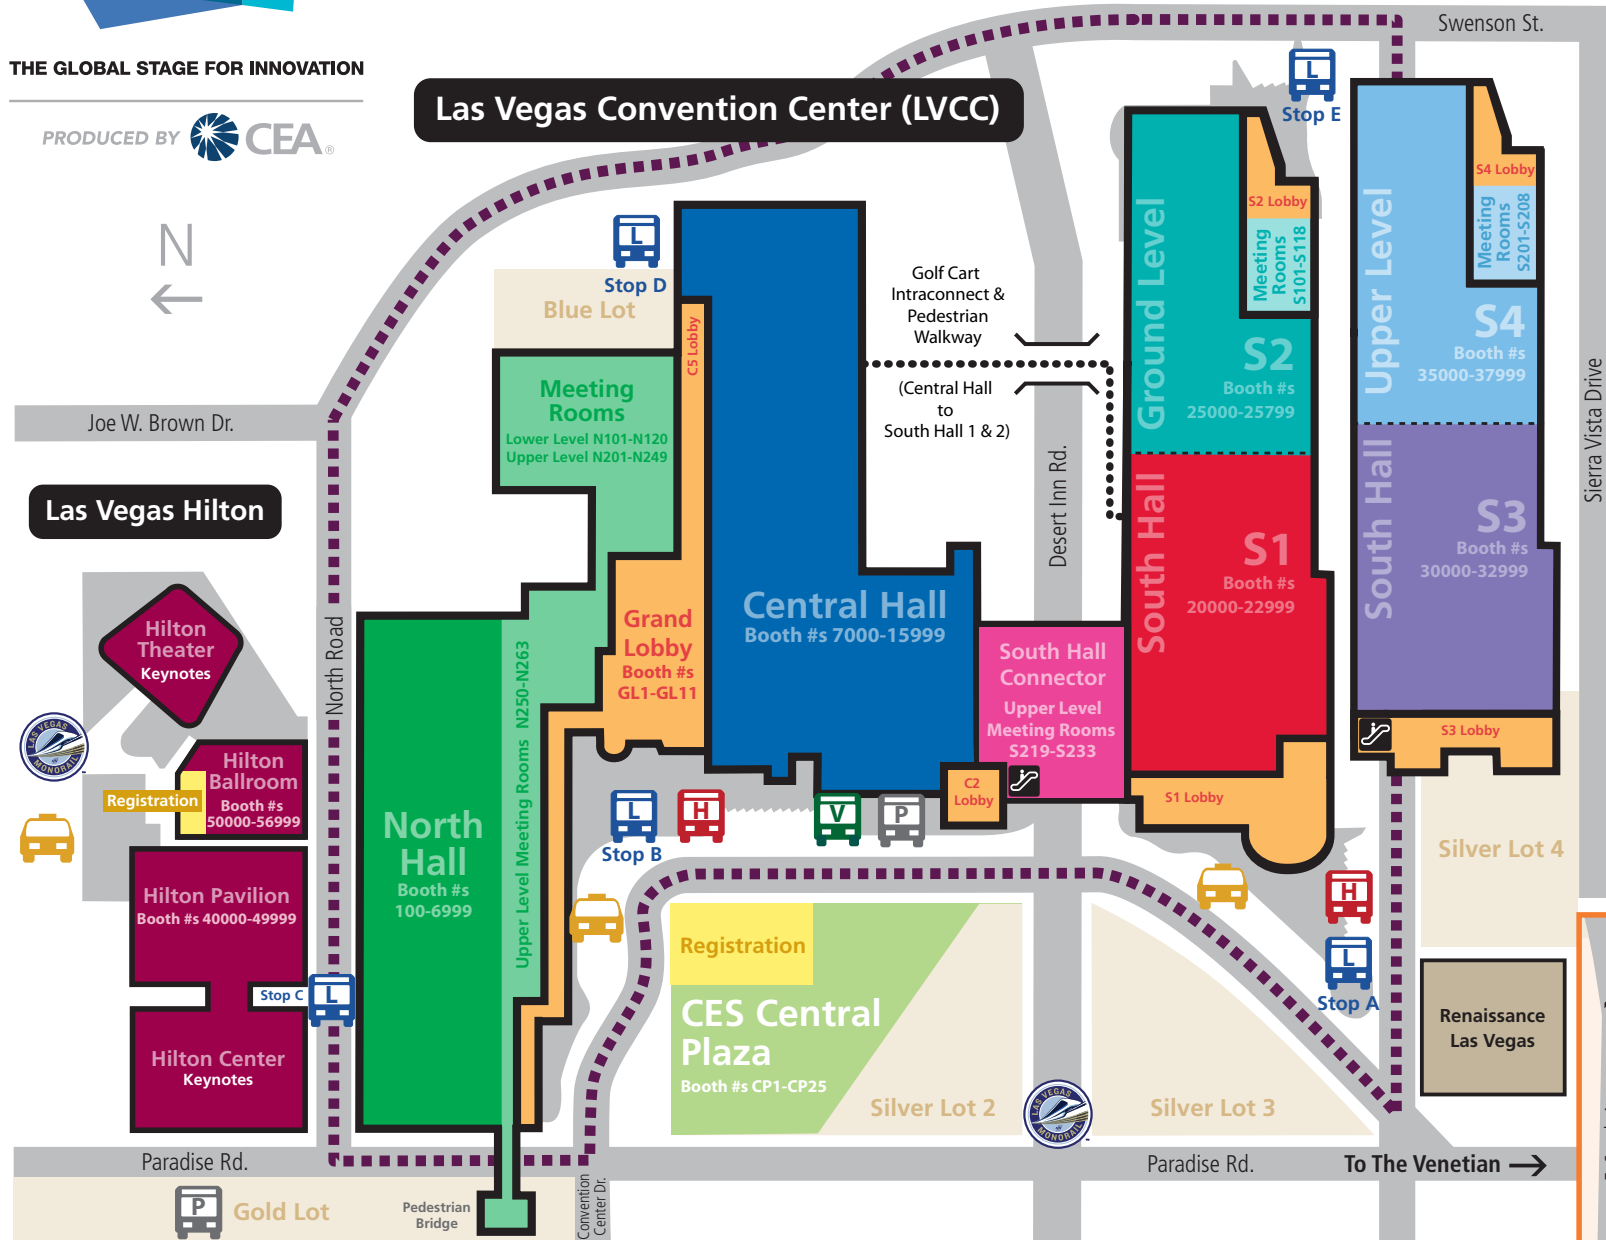 THE GLOBAL STAGE FOR INNOVATION
PRODUCED BY CEA®
Las Vegas Convention Center (LVCC)
Swenson St.
L
Stop E
N
L
Stop D
Blue Lot
C5 Lobby
Meeting
Rooms
Lower Level N101-N120
Upper Level N201-N249
Golf Cart
Intraconnect &
Pedestrian
Walkway
(Central Hall
to
South Hall 1 & 2)
Desert Inn Rd.
S2 Lobby
Meeting
Rooms
S101-S118
South Hall Ground Level
S2
Booth #s
25000-25799
S1
Booth #s
20000-22999
S1 Lobby
S4 Lobby
Meeting
Rooms
S201-S208
South Hall Upper Level
S4
Booth #s
35000-37999
S3
Booth #s
30000-32999
S3 Lobby
Sierra Vista Drive
Joe W. Brown Dr.
Las Vegas Hilton
North Road
Hilton
Theater
Keynotes
LAS VEGAS
MONORAIL
Hilton
Ballroom
Booth #s
50000-56999
Registration
Hilton Pavilion
Booth #s 40000-49999
Stop C
L
Hilton Center
Keynotes
North
Hall
Booth #s
100-6999
Upper Level Meeting Rooms N250-N263
Grand
Lobby
Booth #s
GL1-GL11
Central Hall
Booth #s 7000-15999
South Hall
Connector
Upper Level
Meeting Rooms
S219-S233
C2
Lobby
L
Stop B
H
V
P
H
L
Stop A
Silver Lot 4
Registration
CES Central
Plaza
Booth #s CP1-CP25
Silver Lot 2
LAS VEGAS
MONORAIL
Silver Lot 3
Renaissance
Las Vegas
Paradise Rd.
Paradise Rd.
To The Venetian
P
Gold Lot
Pedestrian
Bridge
Convention
Center Dr.